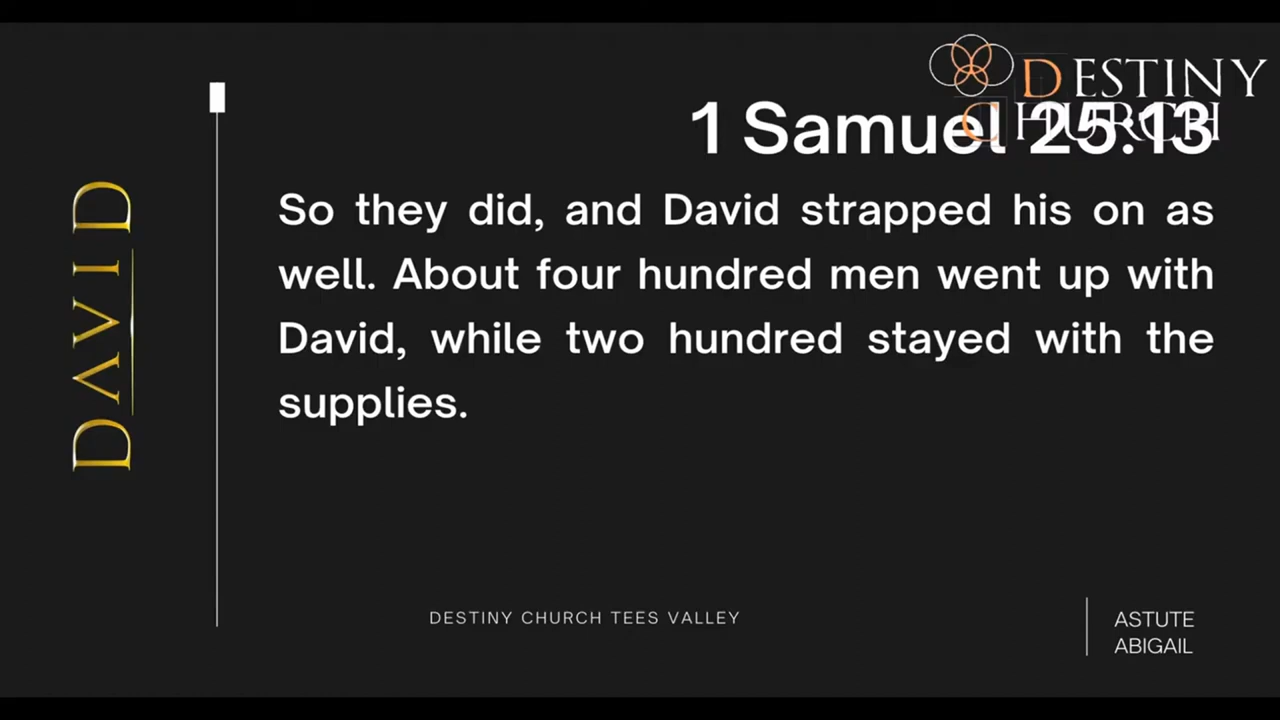 DESTINY
CHURCH
1 Samuel 25:13
DAVID
So they did, and David strapped his on as
well. About four hundred men went up with
David, while two hundred stayed with the
supplies.
DESTINY CHURCH TEES VALLEY
ASTUTE
ABIGAIL